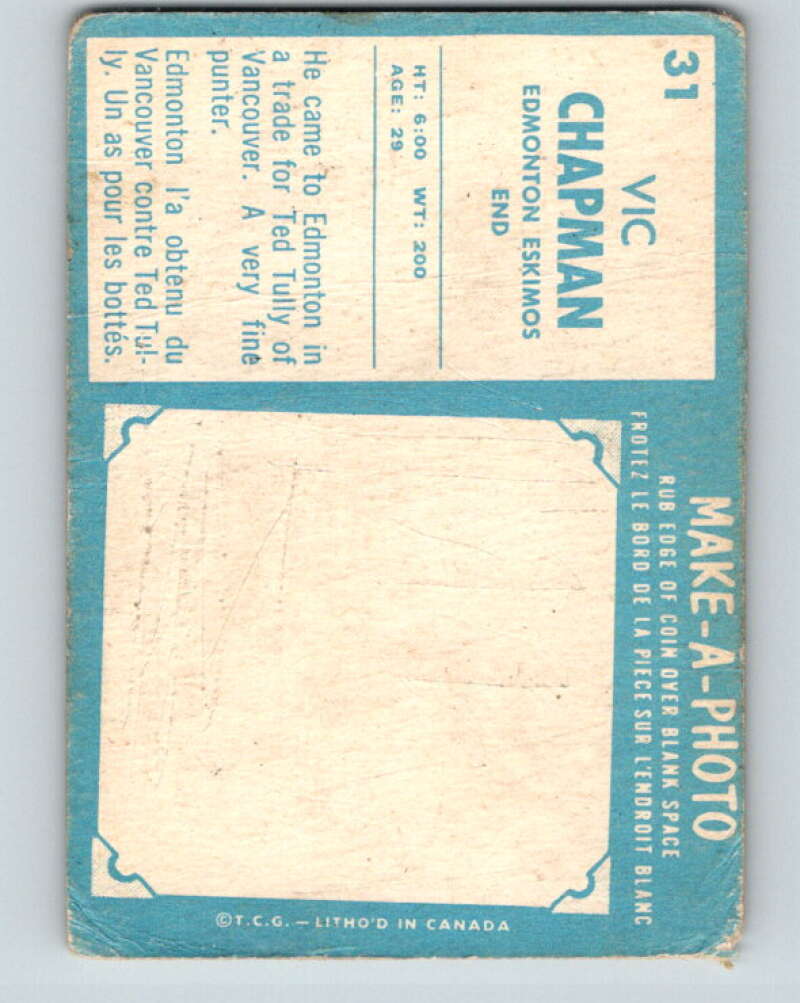 31
VIC
CHAPMAN
EDMONTON ESKIMOS
END
HT: 6:00 WT: 200
AGE: 29
He came to Edmonton in
a trade for Ted Tully of
Vancouver. A very fine
punter.
Edmonton l'a obtenu du
Vancouver contre Ted Tul-
ly. Un as pour les bottés.
MAKE-A-PHOTO
RUB EDGE OF COIN OVER BLANK SPACE
FROTEZ LE BORD DE LA PIECE SUR L'ENDROIT BLANC
©T.C.G. — LITHO'D IN CANADA